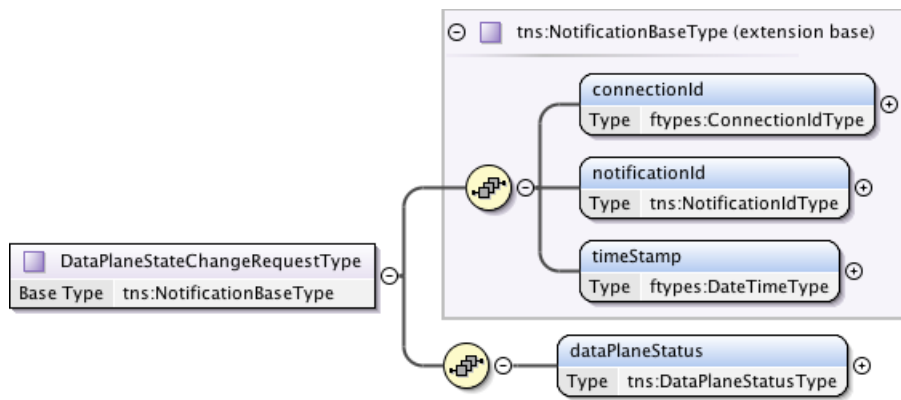 tns:NotificationBaseType (extension base)
connectionId
Type ftypes:ConnectionIdType
notificationId
Type tns:NotificationIdType
timeStamp
Type ftypes:DateTimeType
DataPlaneStateChangeRequestType
Base Type tns:NotificationBaseType
dataPlaneStatus
Type tns:DataPlaneStatusType